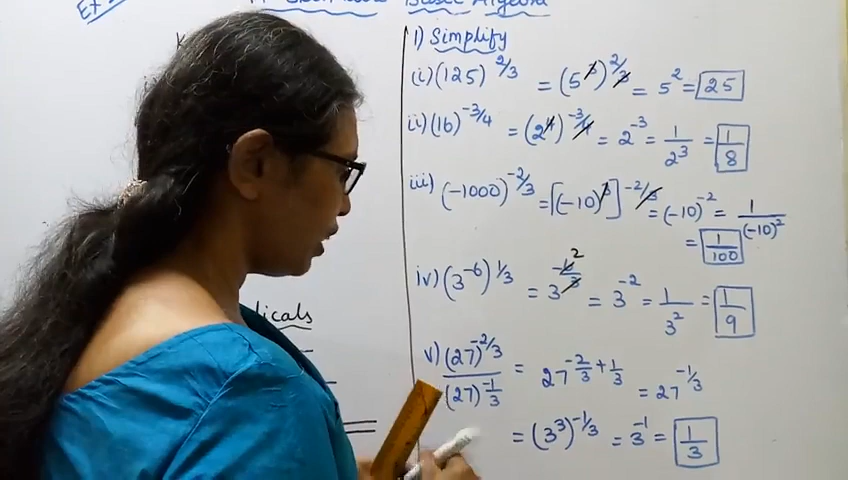 Basic Algebra
1) Simplify
(i) (125)^2/3 = (5^3)^2/3 = 5^2 = 25
ii) (16)^-3/4 = (2^4)^-3/4 = 2^-3 = 1/2^3 = 1/8
iii) (-1000)^-2/3 = [(-10)^3]^-2/3 = (-10)^-2 = 1/(-10)^2
= 1/100
iv) (3^-6)^1/3 = 3^-6/3 = 3^-2 = 1/3^2 = 1/9
v) (27)^-2/3 / (27)^-1/3 = 27^-2/3+1/3 = 27^-1/3
= (3^3)^-1/3 = 3^-1 = 1/3